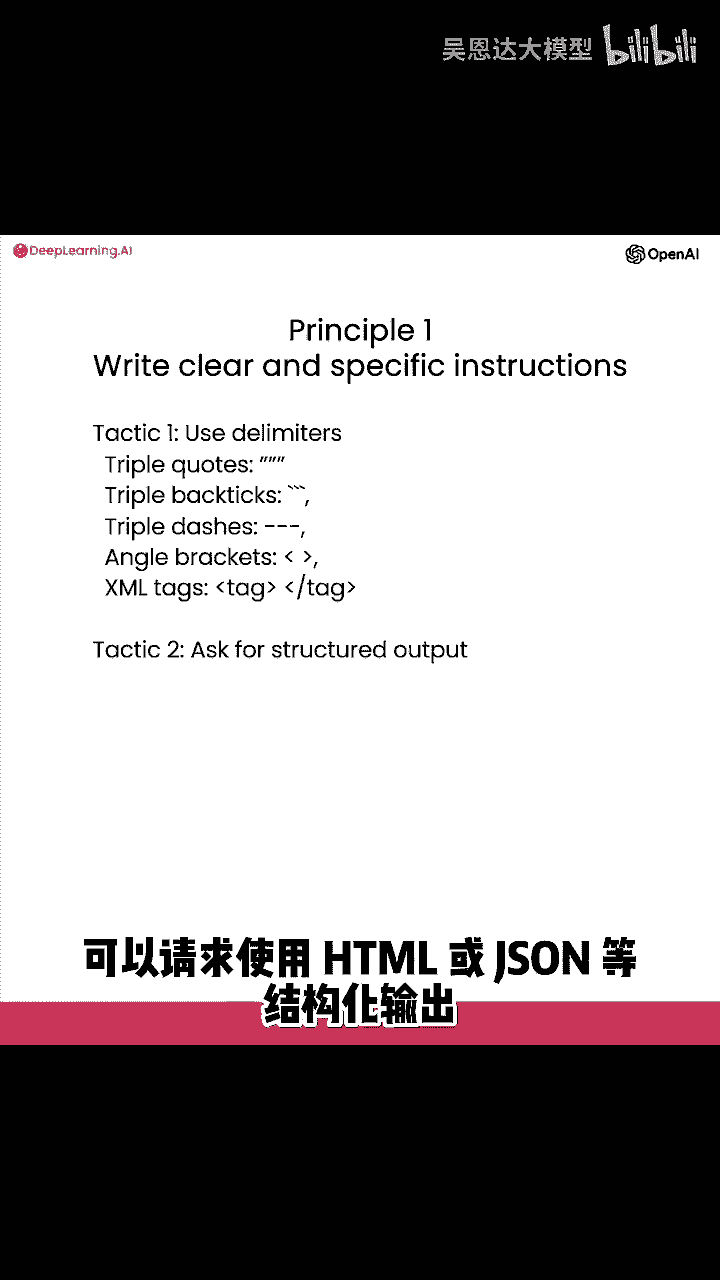 吴恩达大模型 bilibili
DeepLearning.AI
OpenAI
Principle 1
Write clear and specific instructions
Tactic 1: Use delimiters
Triple quotes: """
Triple backticks: ```,
Triple dashes: ---,
Angle brackets: < >,
XML tags: <tag> </tag>
Tactic 2: Ask for structured output
可以请求使用 HTML 或 JSON 等
结构化输出